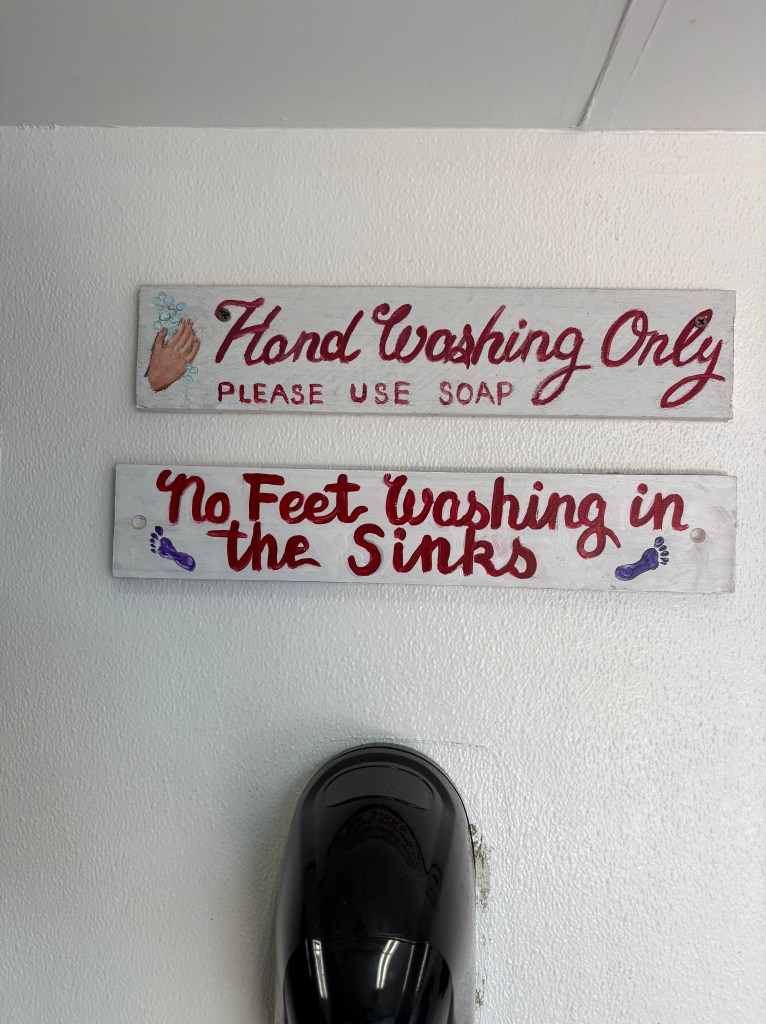 Hand Washing Only
PLEASE USE SOAP
No Feet Washing in
the Sinks